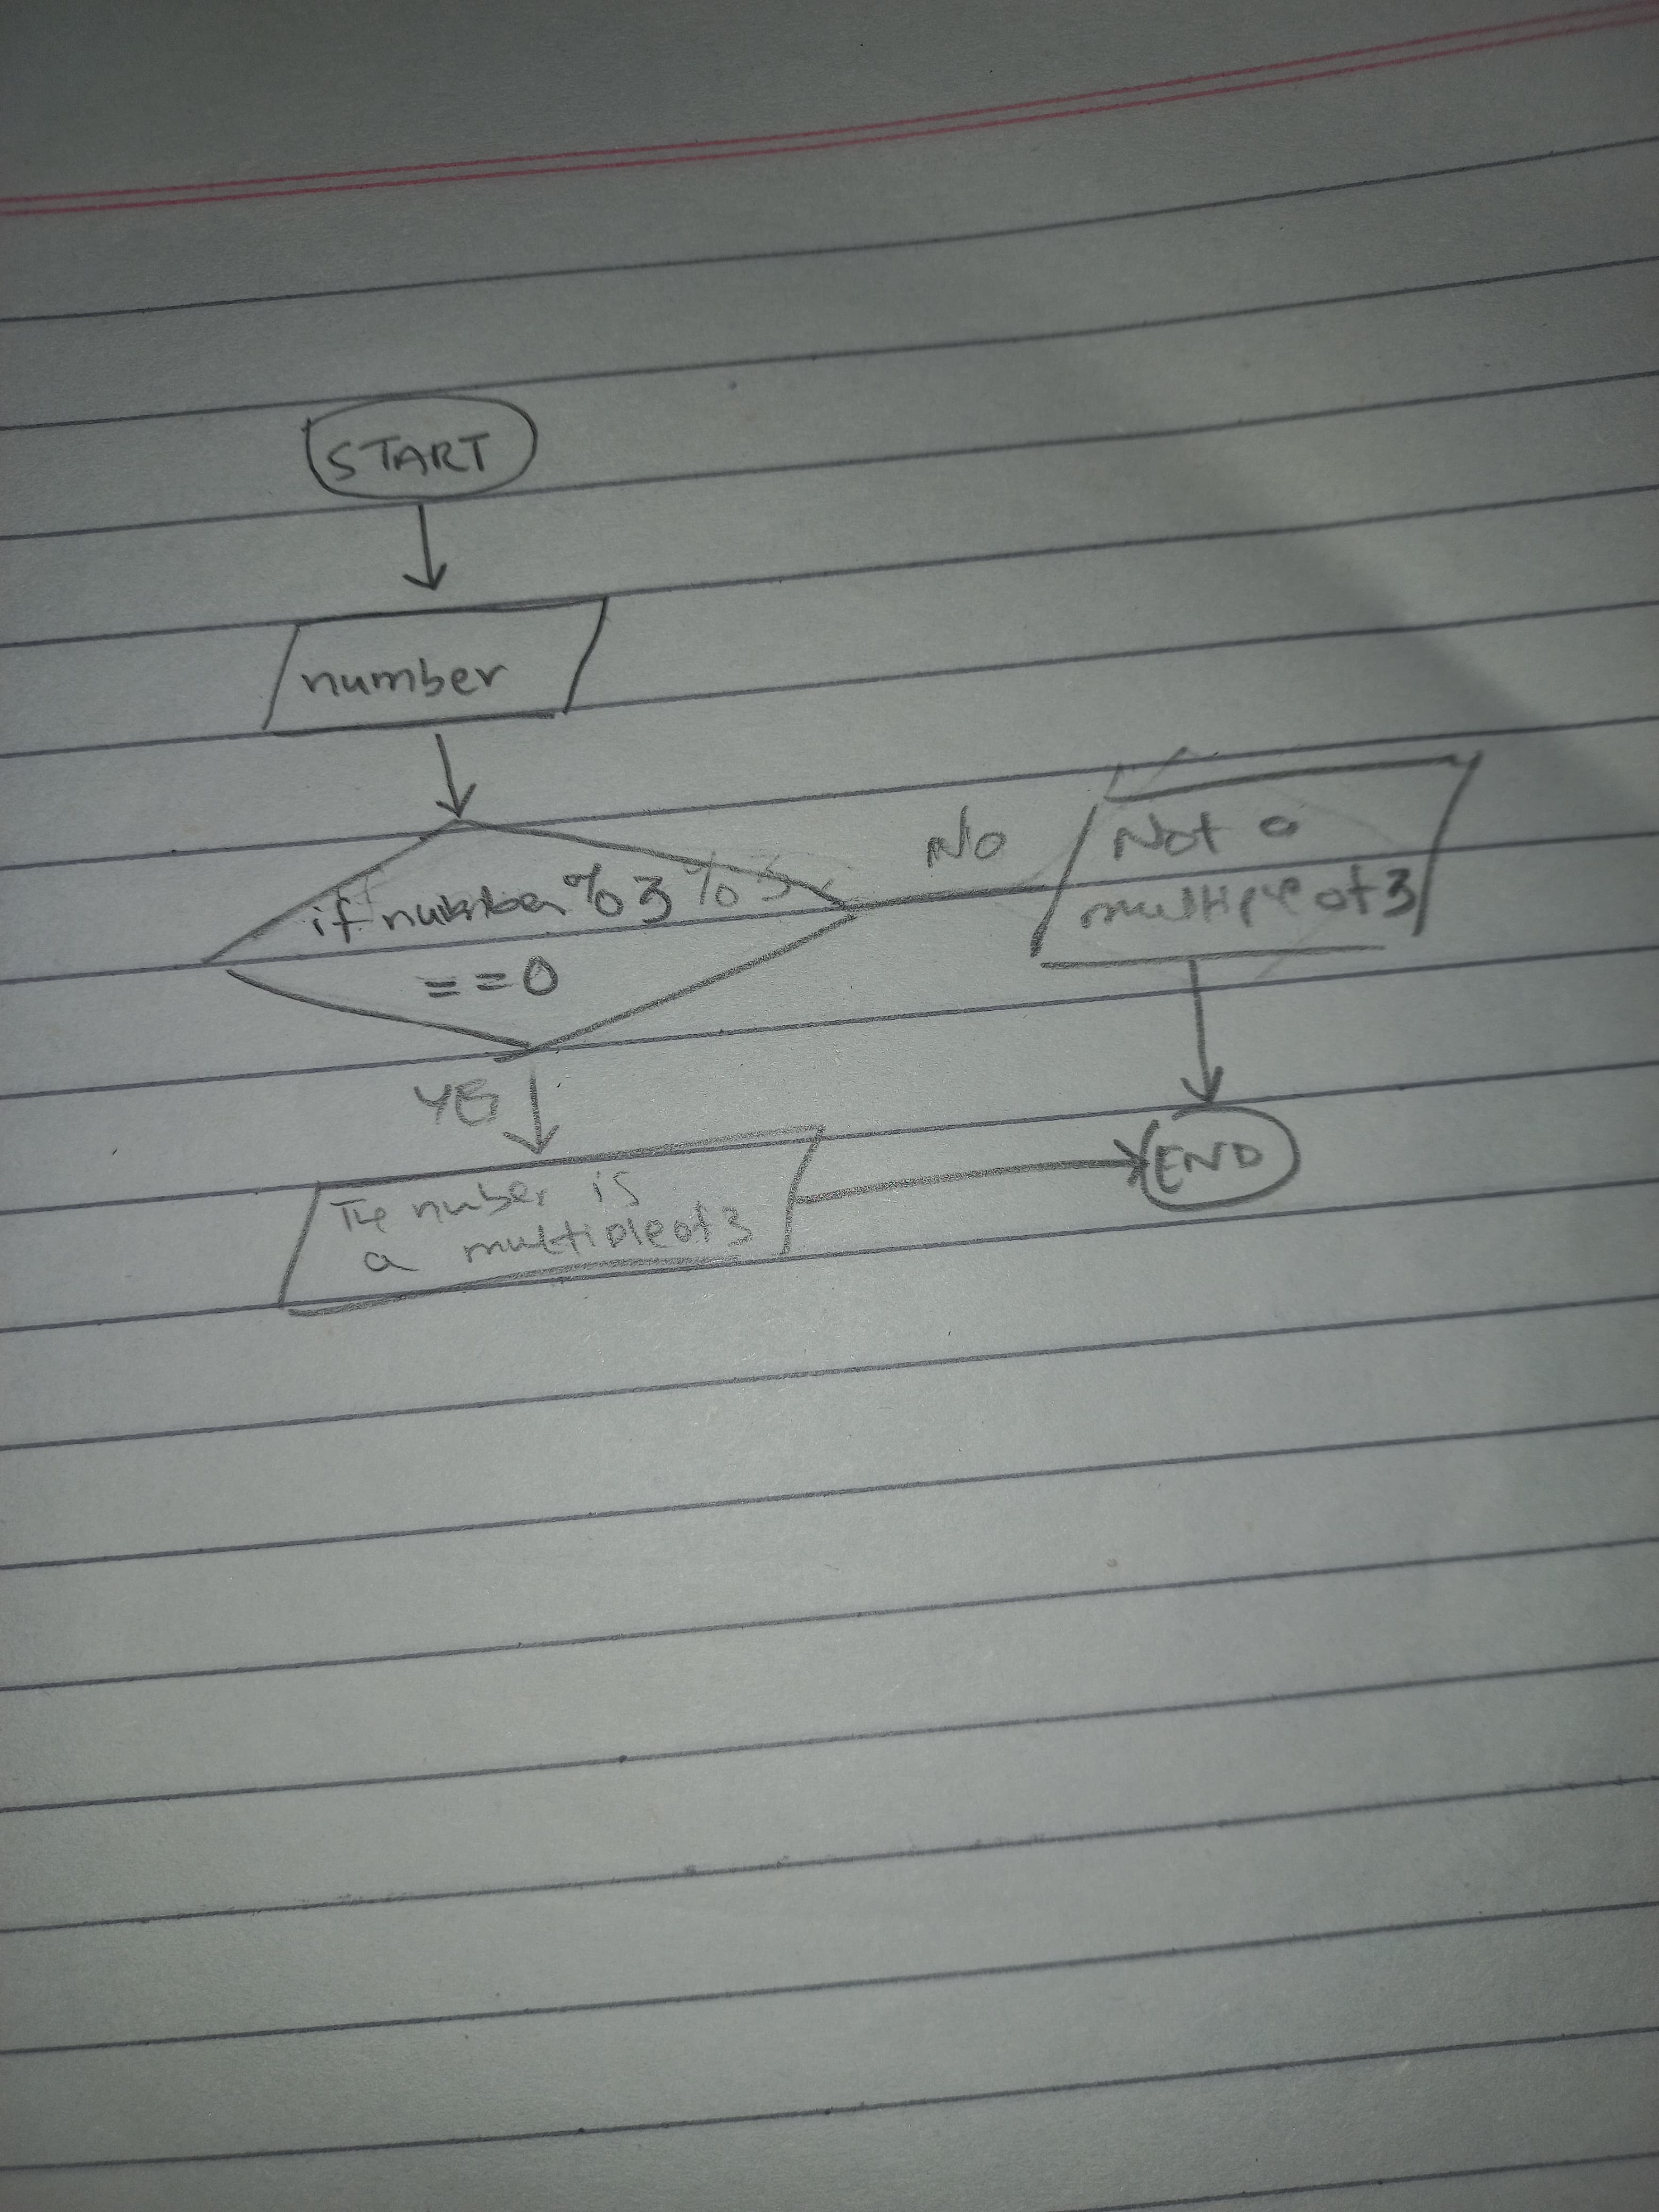 START
number
if number % 3 % 3
= = 0
No
Not a
multiple of 3
YES
The number is
a multiple of 3
END